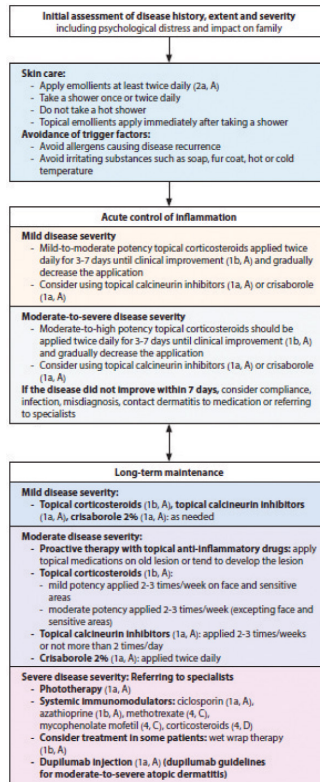 Initial assessment of disease history, extent and severity
including psychological distress and impact on family
Skin care:
- Apply emollients at least twice daily (2a, A)
- Take a shower once or twice daily
- Do not take a hot shower
- Topical emollients apply immediately after taking a shower
Avoidance of trigger factors:
- Avoid allergens causing disease recurrence
- Avoid irritating substances such as soap, fur coat, hot or cold
temperature
Acute control of inflammation
Mild disease severity
- Mild-to-moderate potency topical corticosteroids applied twice
daily for 3-7 days until clinical improvement (1b, A) and gradually
decrease the application
- Consider using topical calcineurin inhibitors (1a, A) or crisaborole
(1a, A)
Moderate-to-severe disease severity
- Moderate-to-high potency topical corticosteroids should be
applied twice daily for 3-7 days until clinical improvement (1b, A)
and gradually decrease the application
- Consider using topical calcineurin inhibitors (1a, A) or crisaborole
(1a, A)
If the disease did not improve within 7 days, consider compliance,
infection, misdiagnosis, contact dermatitis to medication or referring
to specialists
Long-term maintenance
Mild disease severity:
- Topical corticosteroids (1b, A), topical calcineurin inhibitors
(1a, A), crisaborole 2% (1a, A): as needed
Moderate disease severity:
- Proactive therapy with topical anti-inflammatory drugs: apply
topical medications on old lesion or tend to develop the lesion
- Topical corticosteroids (1b, A):
- mild potency applied 2-3 times/week on face and sensitive
areas
- moderate potency applied 2-3 times/week (excepting face and
sensitive areas)
- Topical calcineurin inhibitors (1a, A): applied 2-3 times/weeks
or not more than 2 times/day
- Crisaborole 2% (1a, A): applied twice daily
Severe disease severity: Referring to specialists
- Phototherapy (1a, A)
- Systemic immunomodulators: ciclosporin (1a, A),
azathioprine (1b, A), methotrexate (4, C),
mycophenolate mofetil (4, C), corticosteroids (4, D)
- Consider treatment in some patients: wet wrap therapy
(1b, A)
- Dupilumab injection (1a, A) (dupilumab guidelines
for moderate-to-severe atopic dermatitis)